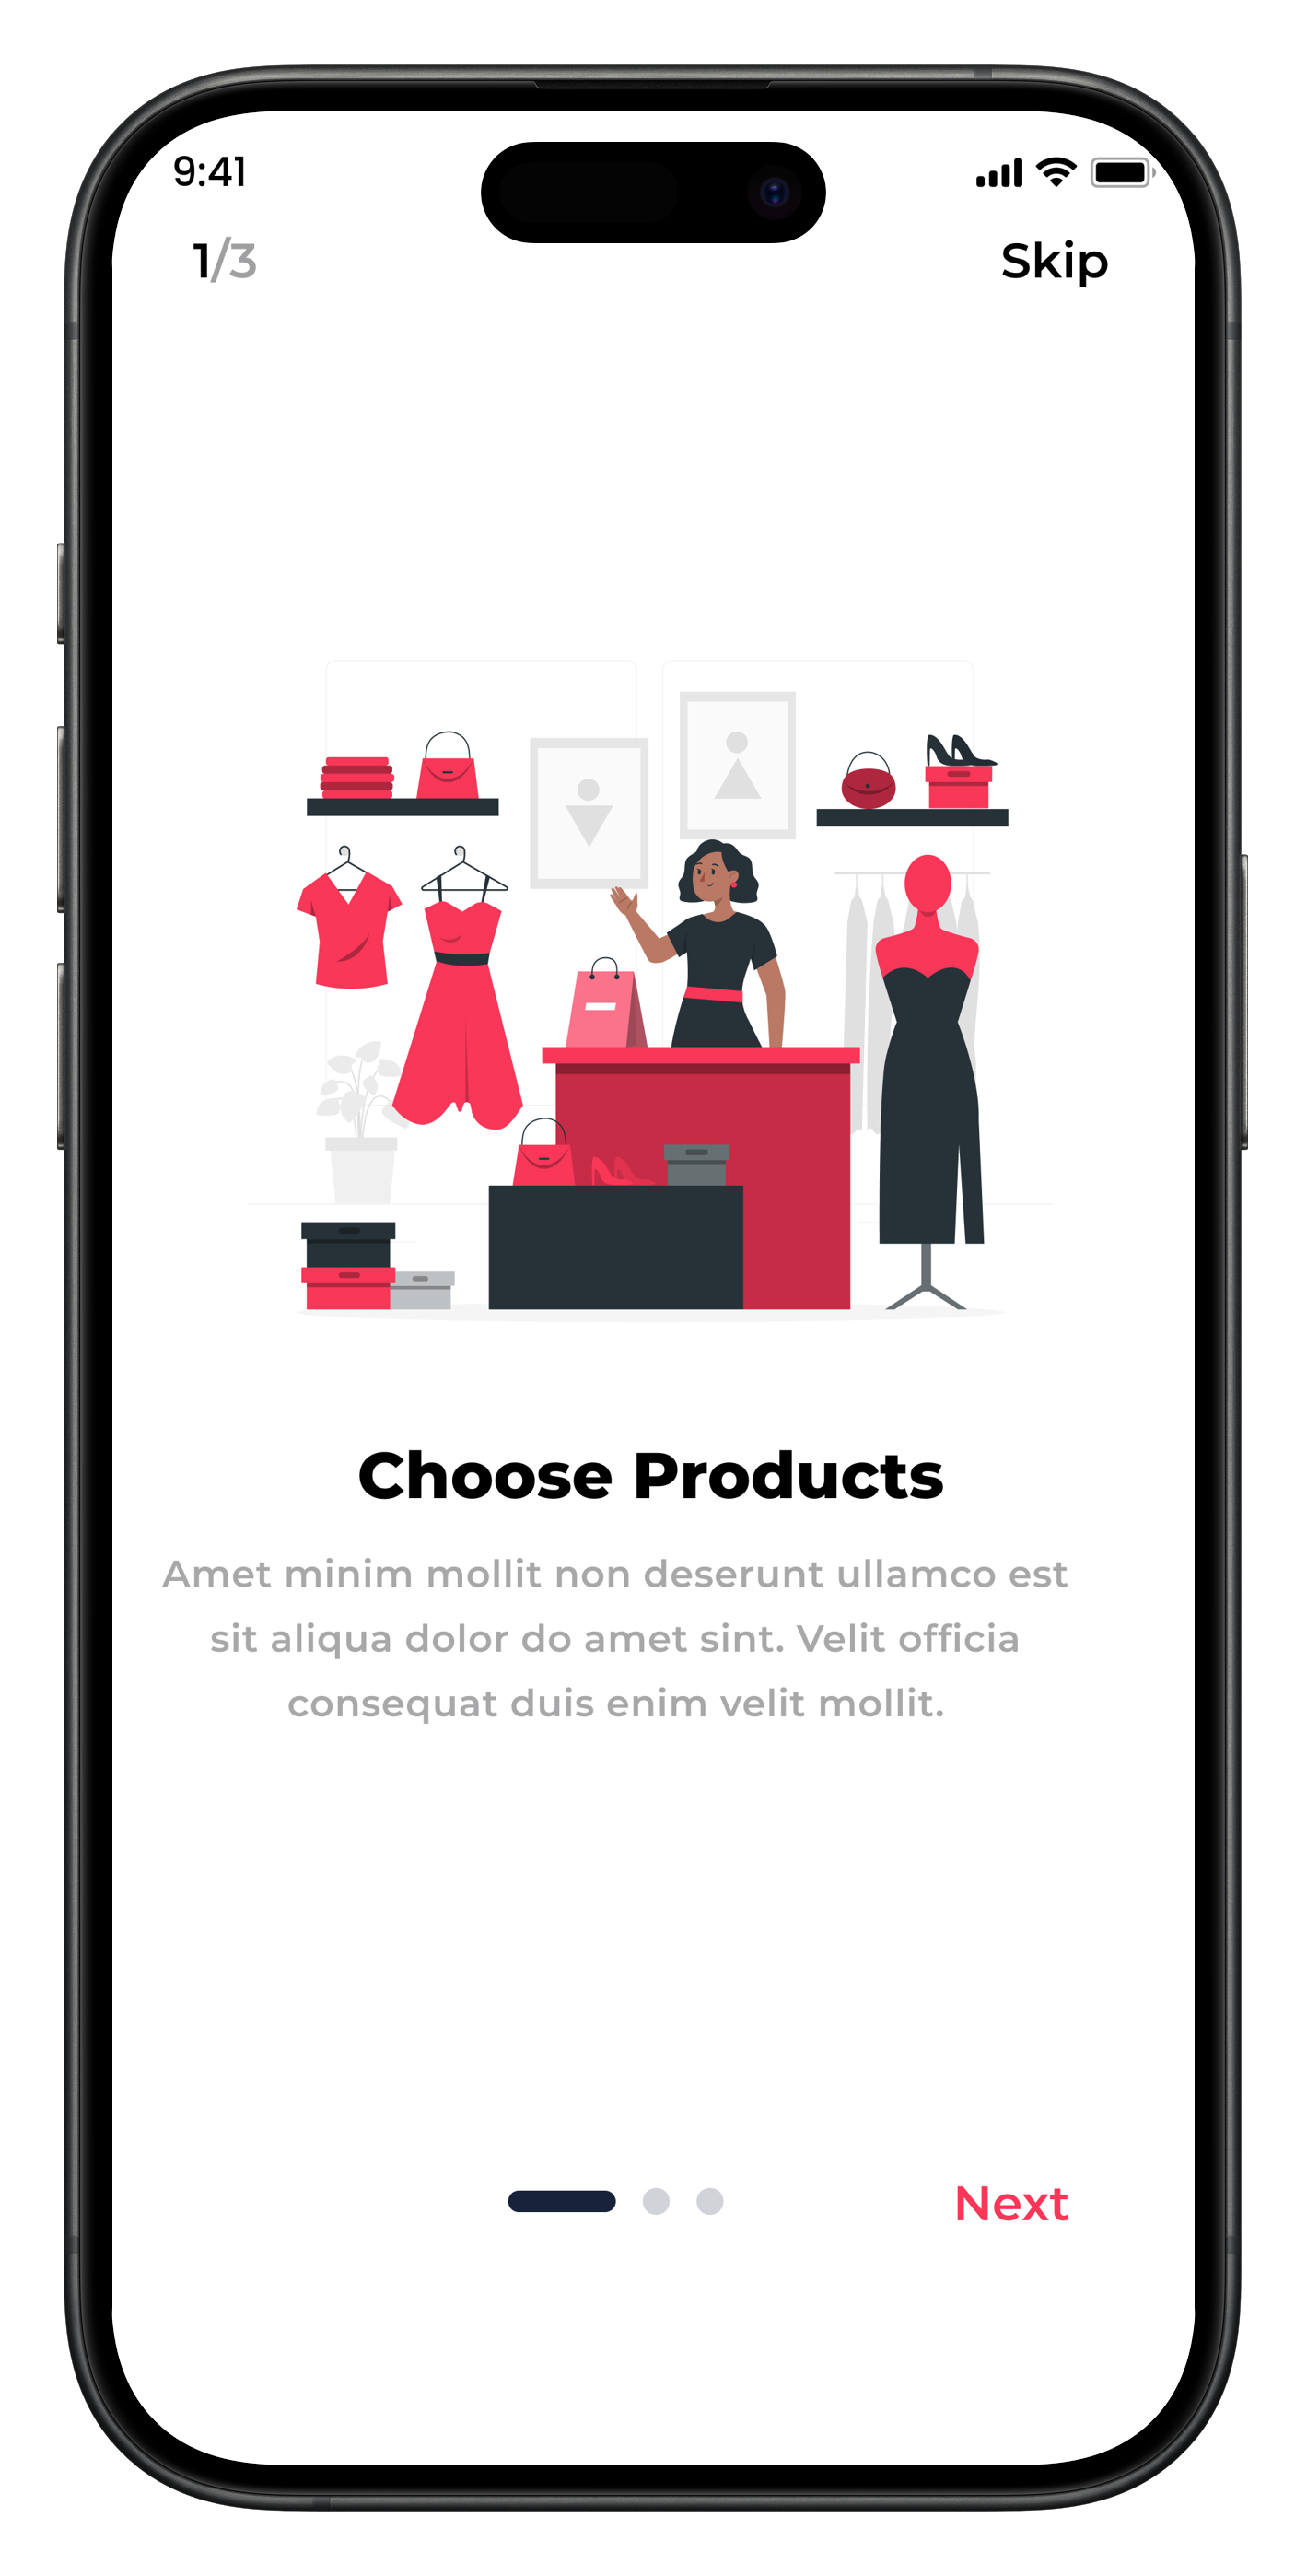 9:41
1/3
Skip
Choose Products
Amet minim mollit non deserunt ullamco est
sit aliqua dolor do amet sint. Velit officia
consequat duis enim velit mollit.
Next